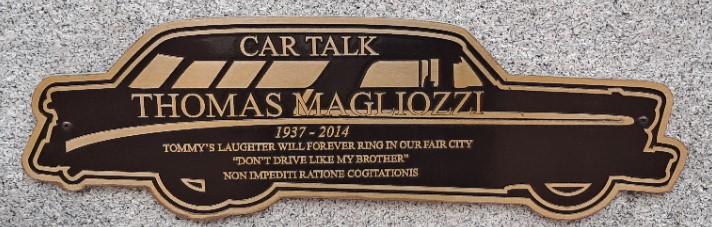 CAR TALK
THOMAS MAGLIOZZI
1937 - 2014
TOMMY'S LAUGHTER WILL FOREVER RING IN OUR FAIR CITY
"DON'T DRIVE LIKE MY BROTHER"
NON IMPEDITI RATIONE COGITATIONIS